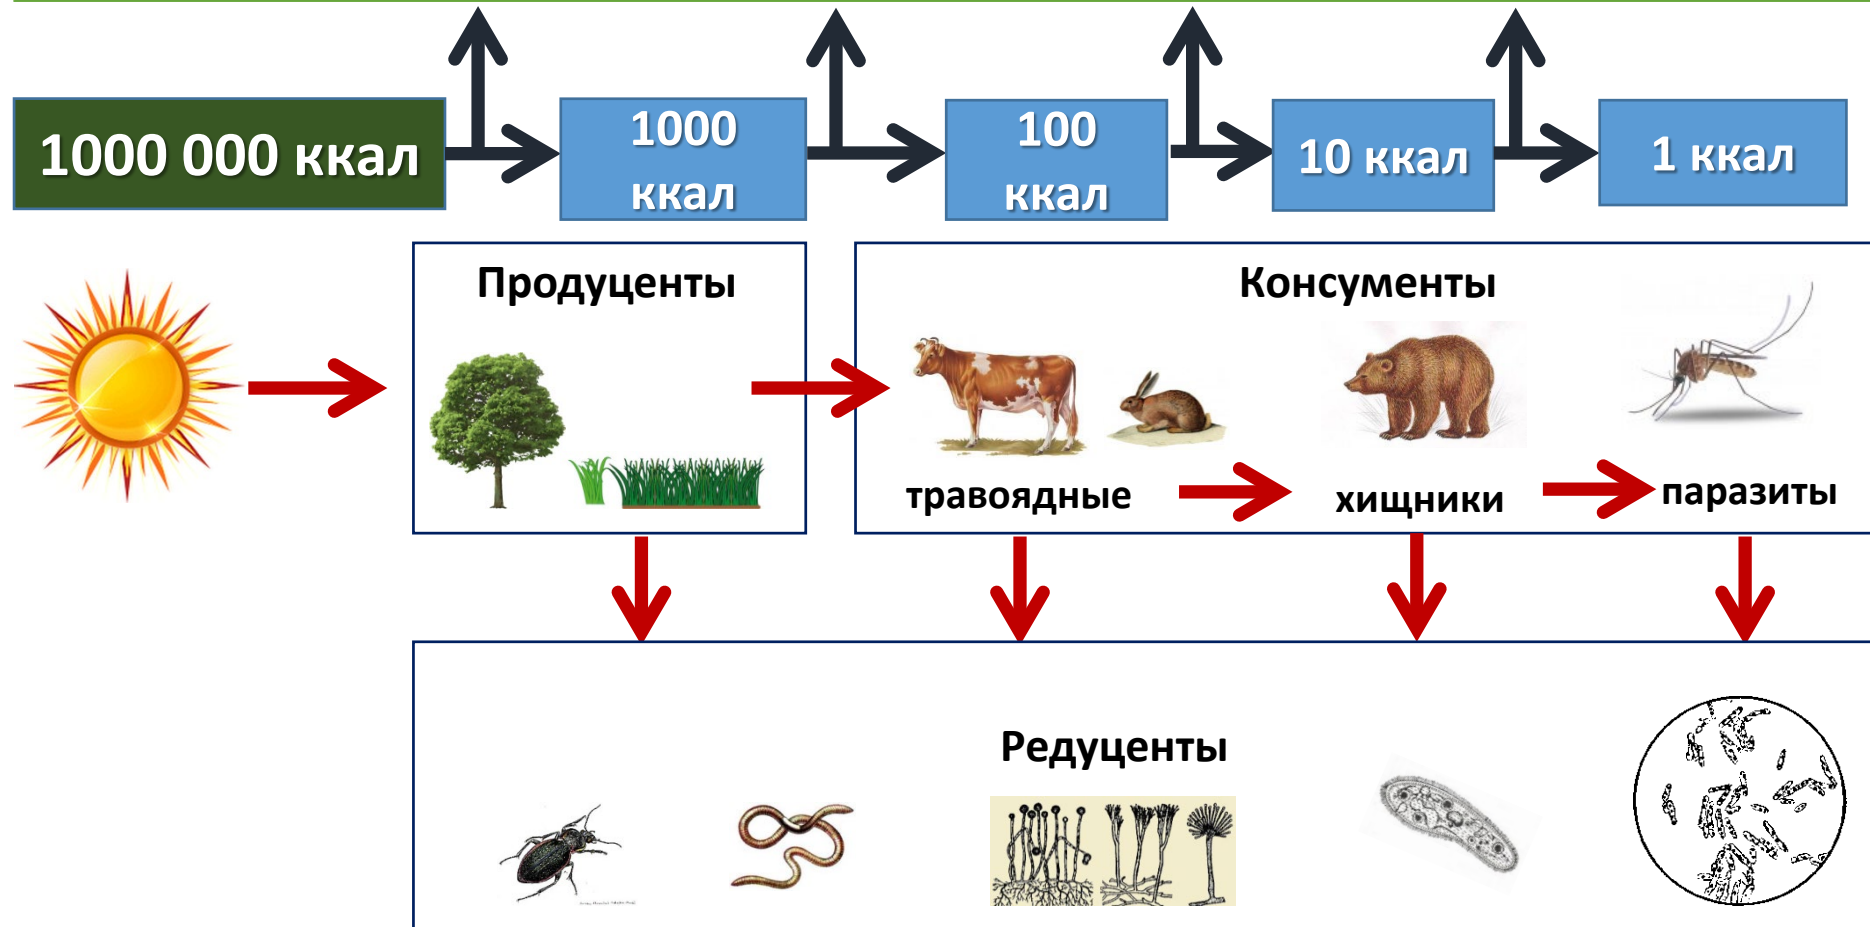 1000 000 ккал
1000
ккал
100
ккал
10 ккал
1 ккал
Продуценты
Консументы
травоядные
хищники
паразиты
Редуценты